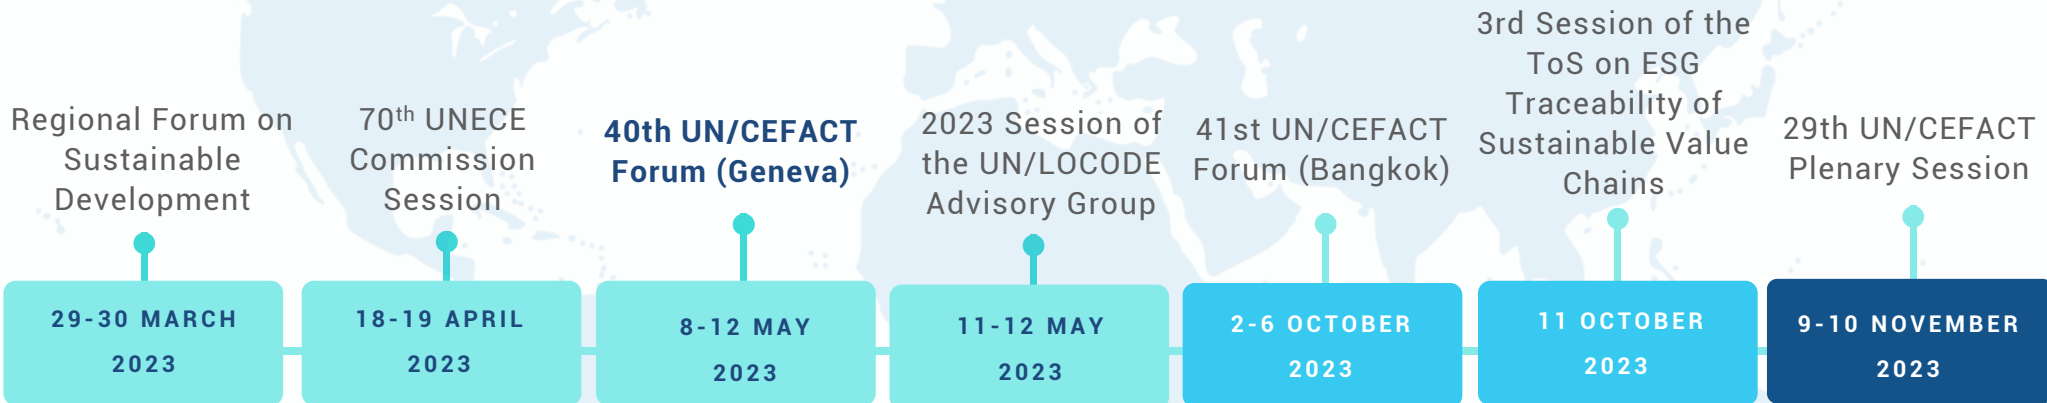 Regional Forum on
Sustainable
Development
29-30 MARCH
2023
70th UNECE
Commission
Session
18-19 APRIL
2023
40th UN/CEFACT
Forum (Geneva)
8-12 MAY
2023
2023 Session of
the UN/LOCODE
Advisory Group
11-12 MAY
2023
41st UN/CEFACT
Forum (Bangkok)
2-6 OCTOBER
2023
3rd Session of the
ToS on ESG
Traceability of
Sustainable Value
Chains
11 OCTOBER
2023
29th UN/CEFACT
Plenary Session
9-10 NOVEMBER
2023